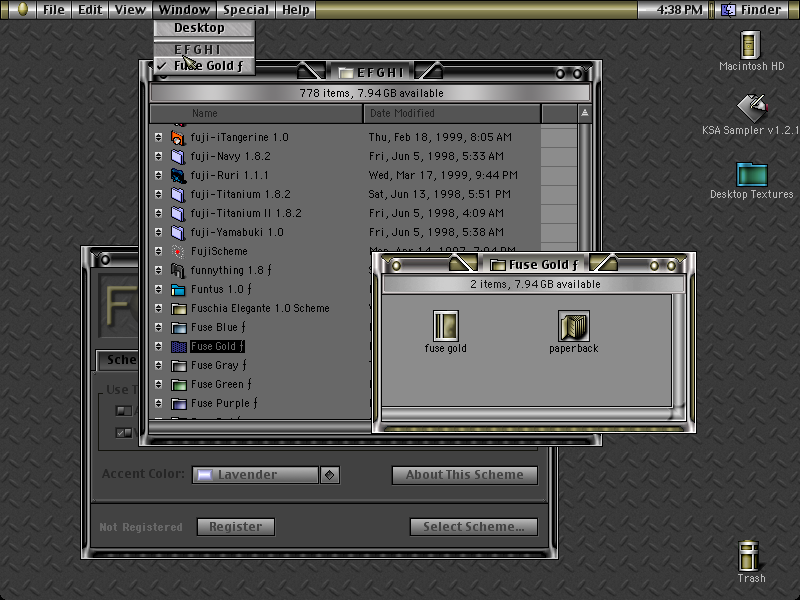 File Edit View Window Special Help 4:38 PM Finder
Desktop
E F G H I
✓ Fuse Gold ƒ
E F G H I
778 items, 7.94 GB available
Name Date Modified
fuji-iTangerine 1.0 Thu, Feb 18, 1999, 8:05 AM
fuji-Navy 1.8.2 Fri, Jun 5, 1998, 5:33 AM
fuji-Ruri 1.1.1 Wed, Mar 17, 1999, 9:44 PM
fuji-Titanium 1.8.2 Sat, Jun 13, 1998, 5:51 PM
fuji-Titanium II 1.8.2 Fri, Jun 5, 1998, 4:09 AM
fuji-Yamabuki 1.0 Fri, Jun 5, 1998, 5:38 AM
FujiScheme Mon, Apr 14, 1997, 7:04 PM
funnything 1.8 ƒ
Funtus 1.0 ƒ
Fuschia Elegante 1.0 Scheme
Fuse Blue ƒ
Fuse Gold ƒ
Fuse Gray ƒ
Fuse Green ƒ
Fuse Purple ƒ
Fuse Gold ƒ
2 items, 7.94 GB available
fuse gold
paperback
Sche
Use T
Accent Color: Lavender
About This Scheme
Not Registered Register
Select Scheme...
Macintosh HD
KSA Sampler v1.2.1
Desktop Textures
Trash